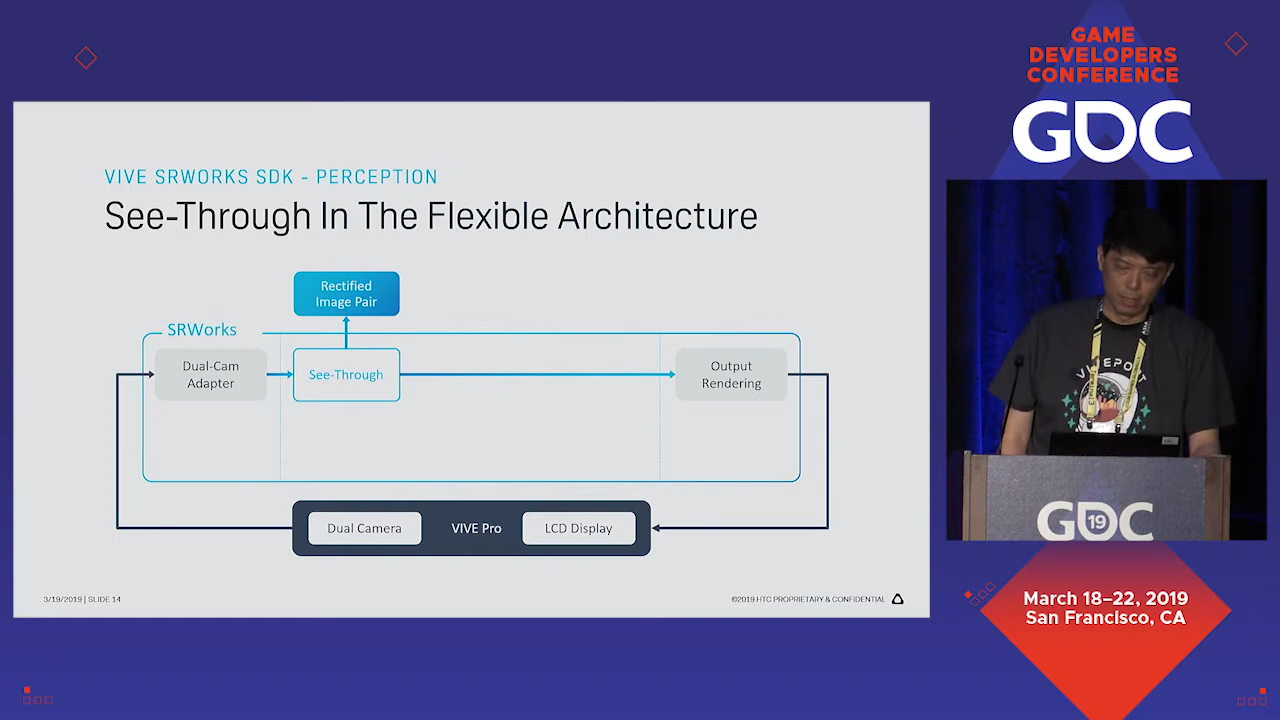 GAME
DEVELOPERS
CONFERENCE
GDC
VIVE SRWORKS SDK - PERCEPTION
See-Through In The Flexible Architecture
Rectified
Image Pair
SRWorks
Dual-Cam
Adapter
See-Through
Output
Rendering
Dual Camera
VIVE Pro
LCD Display
3/19/2019 | SLIDE 14
©2019 HTC PROPRIETARY & CONFIDENTIAL
VIVEPORT
GDC
19
March 18–22, 2019
San Francisco, CA